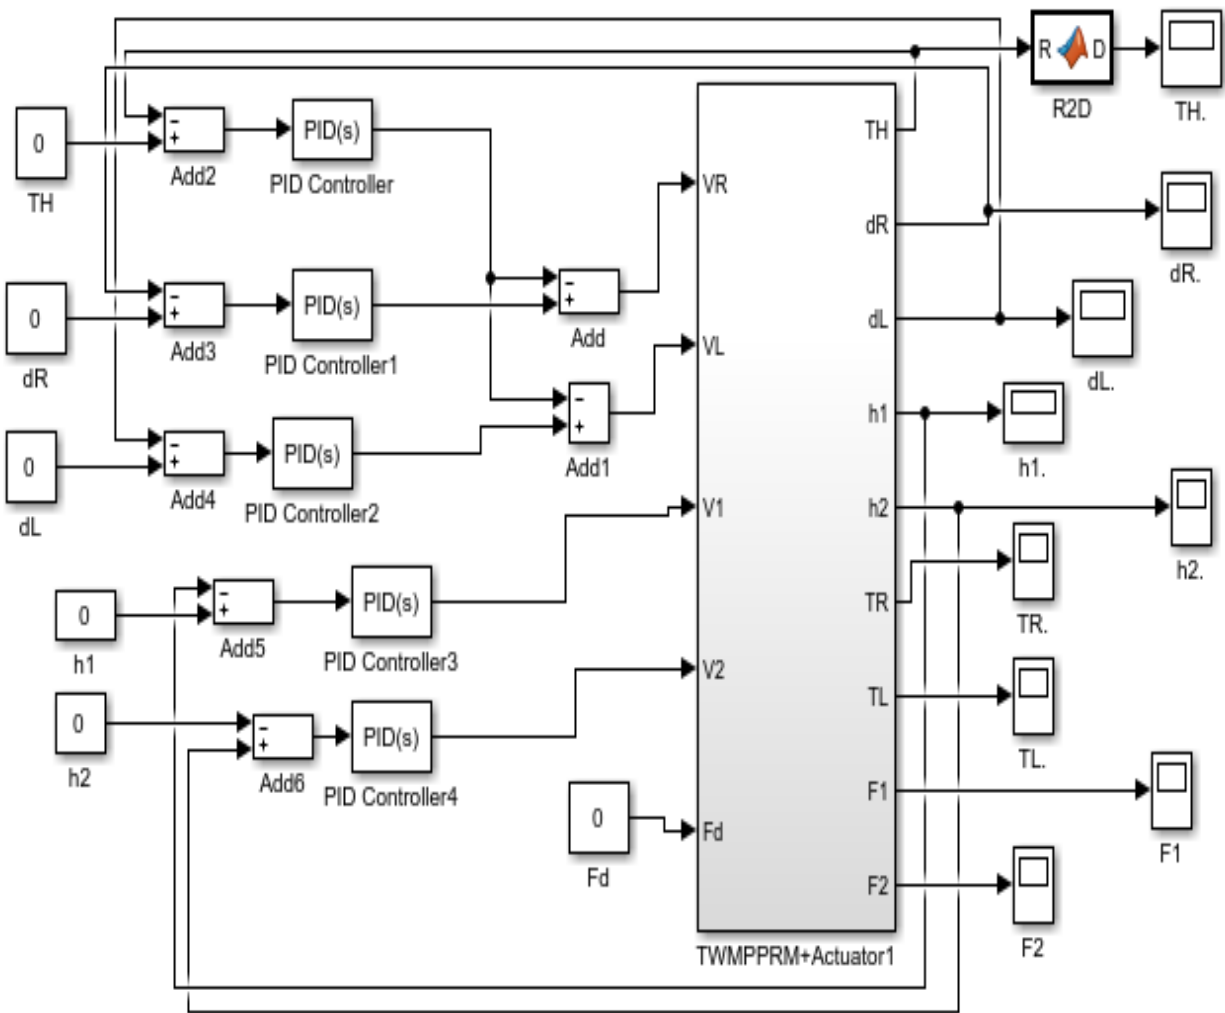 R D
R2D
TH.
0
TH
-
+
Add2
PID(s)
PID Controller
TH
VR
dR
dR.
0
dR
-
+
Add3
PID(s)
PID Controller1
-
+
Add
VL
dL
dL.
0
dL
-
+
Add4
PID(s)
PID Controller2
-
+
Add1
h1
h1.
V1
h2
h2.
0
h1
-
+
Add5
PID(s)
PID Controller3
TR
TR.
0
h2
-
+
Add6
PID(s)
PID Controller4
V2
TL
TL.
0
Fd
Fd
F1
F1
F2
F2
TWMPPRM+Actuator1